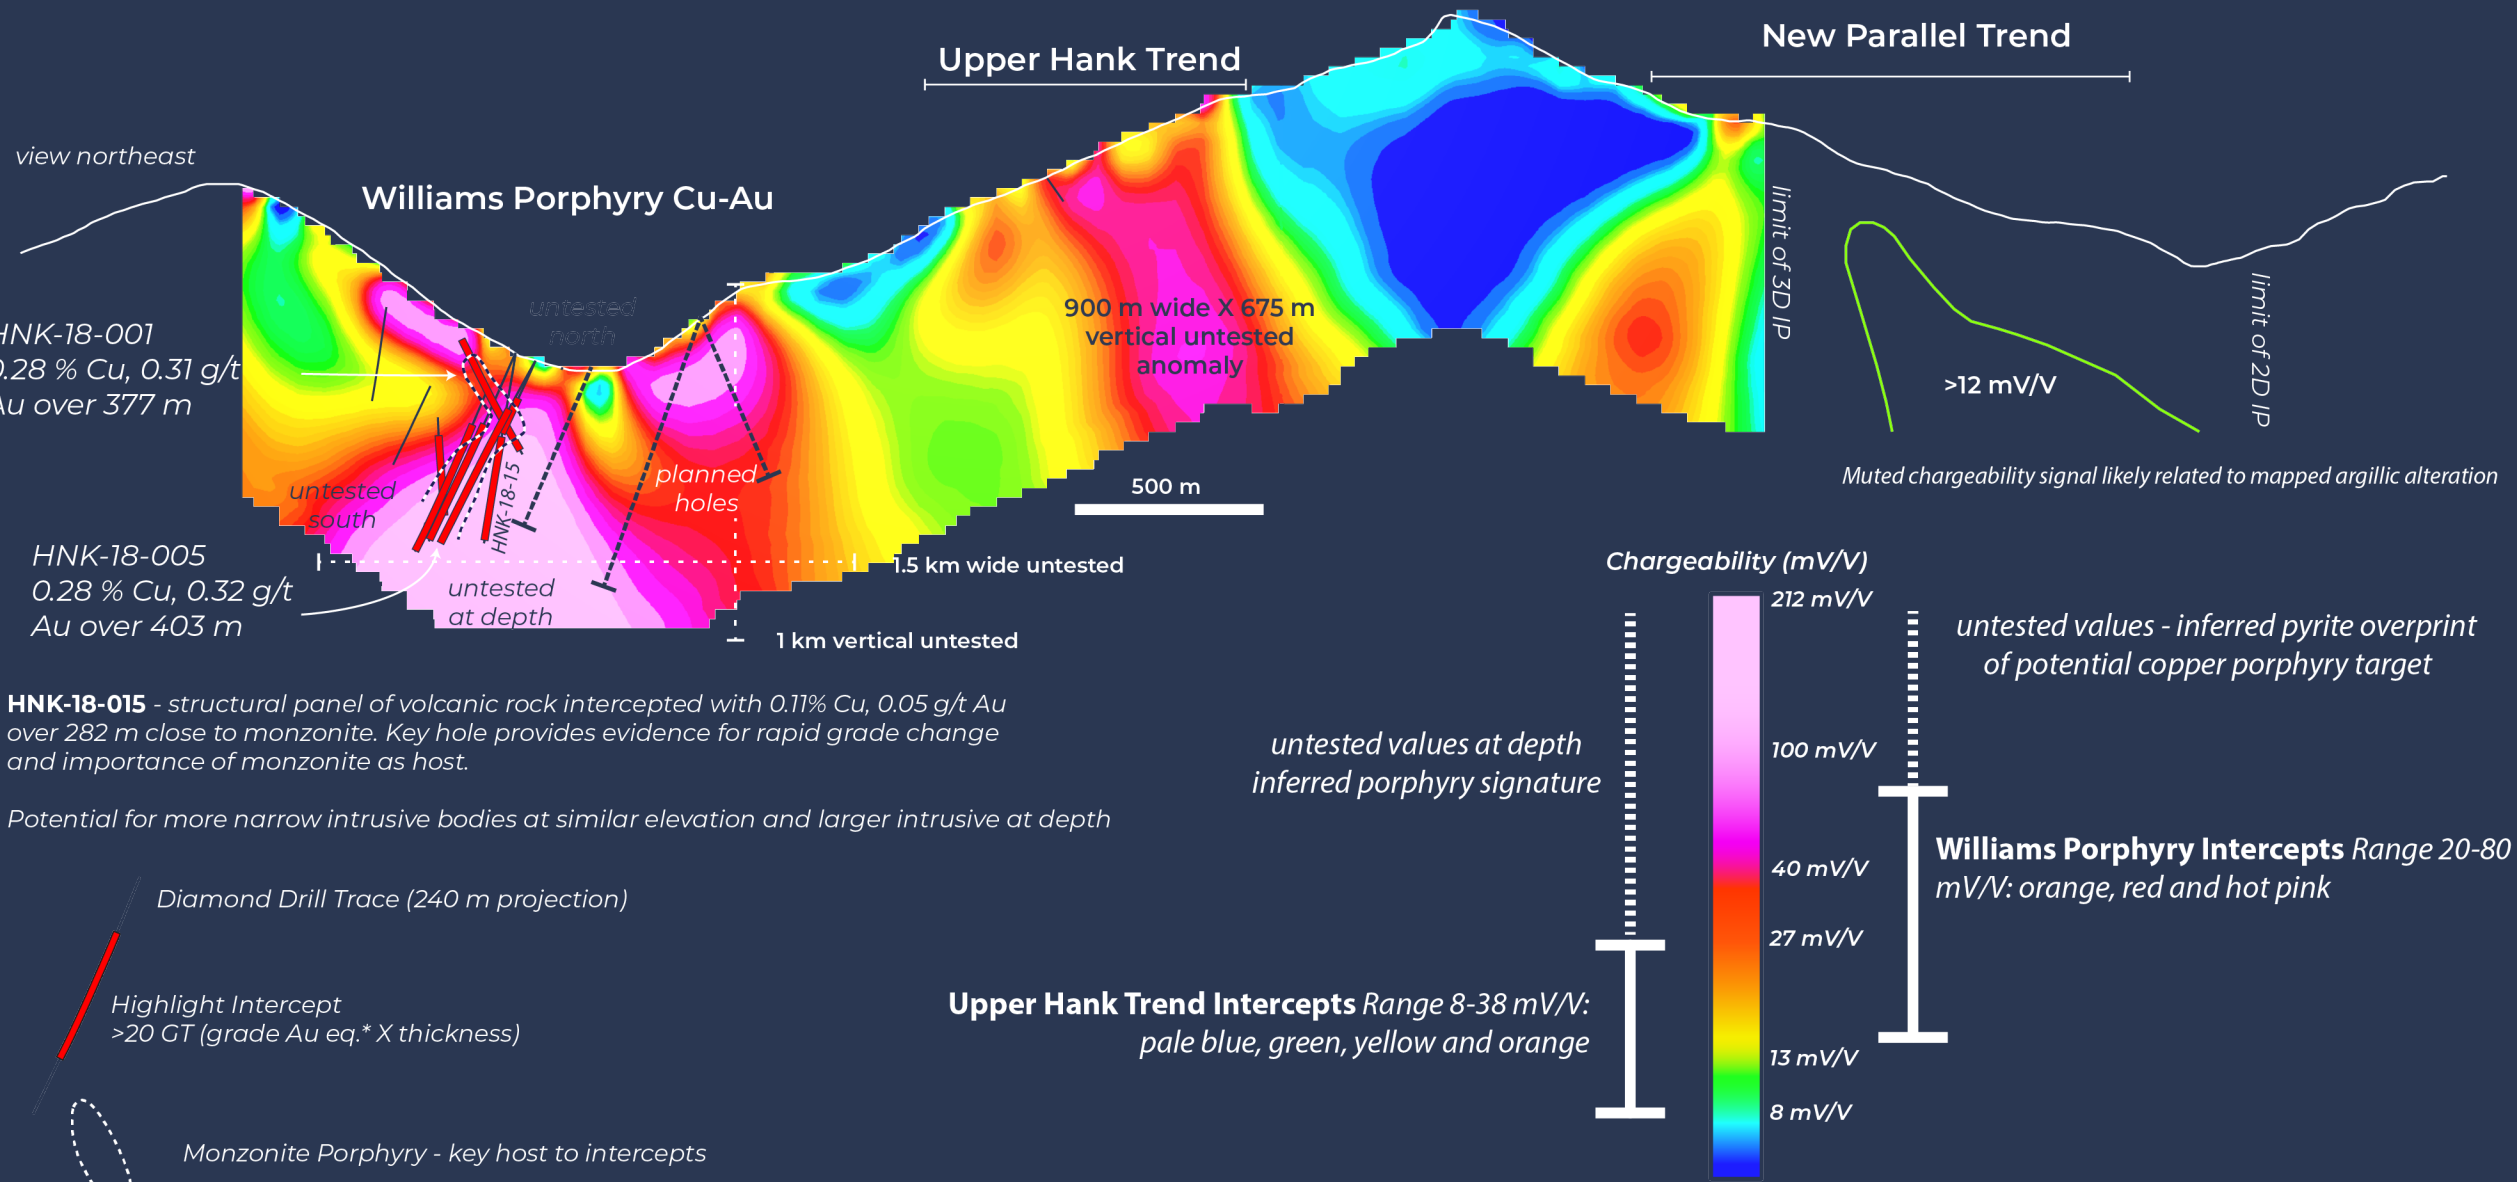 Upper Hank Trend
New Parallel Trend
view northeast
Williams Porphyry Cu-Au
limit of 3D IP
limit of 2D IP
untested
north
900 m wide X 675 m
vertical untested
anomaly
HNK-18-001
0.28 % Cu, 0.31 g/t
Au over 377 m
>12 mV/V
planned
holes
500 m
Muted chargeability signal likely related to mapped argillic alteration
untested
south
HNK-18-15
HNK-18-005
0.28 % Cu, 0.32 g/t
Au over 403 m
untested
at depth
1.5 km wide untested
1 km vertical untested
Chargeability (mV/V)
212 mV/V
100 mV/V
40 mV/V
27 mV/V
13 mV/V
8 mV/V
untested values - inferred pyrite overprint
of potential copper porphyry target
untested values at depth
inferred porphyry signature
Williams Porphyry Intercepts Range 20-80
mV/V: orange, red and hot pink
Upper Hank Trend Intercepts Range 8-38 mV/V:
pale blue, green, yellow and orange
HNK-18-015 - structural panel of volcanic rock intercepted with 0.11% Cu, 0.05 g/t Au
over 282 m close to monzonite. Key hole provides evidence for rapid grade change
and importance of monzonite as host.
Potential for more narrow intrusive bodies at similar elevation and larger intrusive at depth
Diamond Drill Trace (240 m projection)
Highlight Intercept
>20 GT (grade Au eq.* X thickness)
Monzonite Porphyry - key host to intercepts